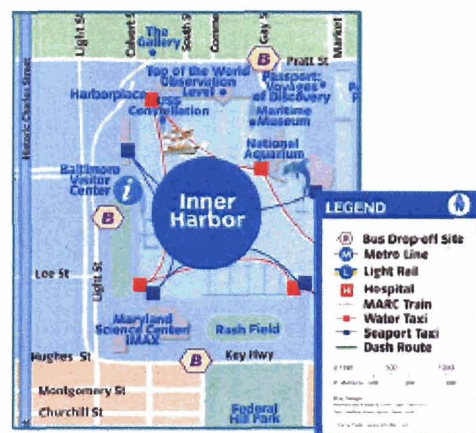 Light St
Calvert St
South St
Gay St
Market
The
Gallery
B
Pratt St
Historic Charles Street
Top of the World
Observation
Level
Passport:
Voyages
of Discovery
Harborplace
USS
Constellation
Maritime
Museum
National
Aquarium
Baltimore
Visitor
Center
i
Inner
Harbor
B
Lee St
Light St
Maryland
Science Center/
IMAX
Rash Field
Hughes St
B
Key Hwy
Montgomery St
Churchill St
Federal
Hill Park
LEGEND
N
B Bus Drop-off Site
M Metro Line
L Light Rail
H Hospital
MARC Train
Water Taxi
Seaport Taxi
Dash Route